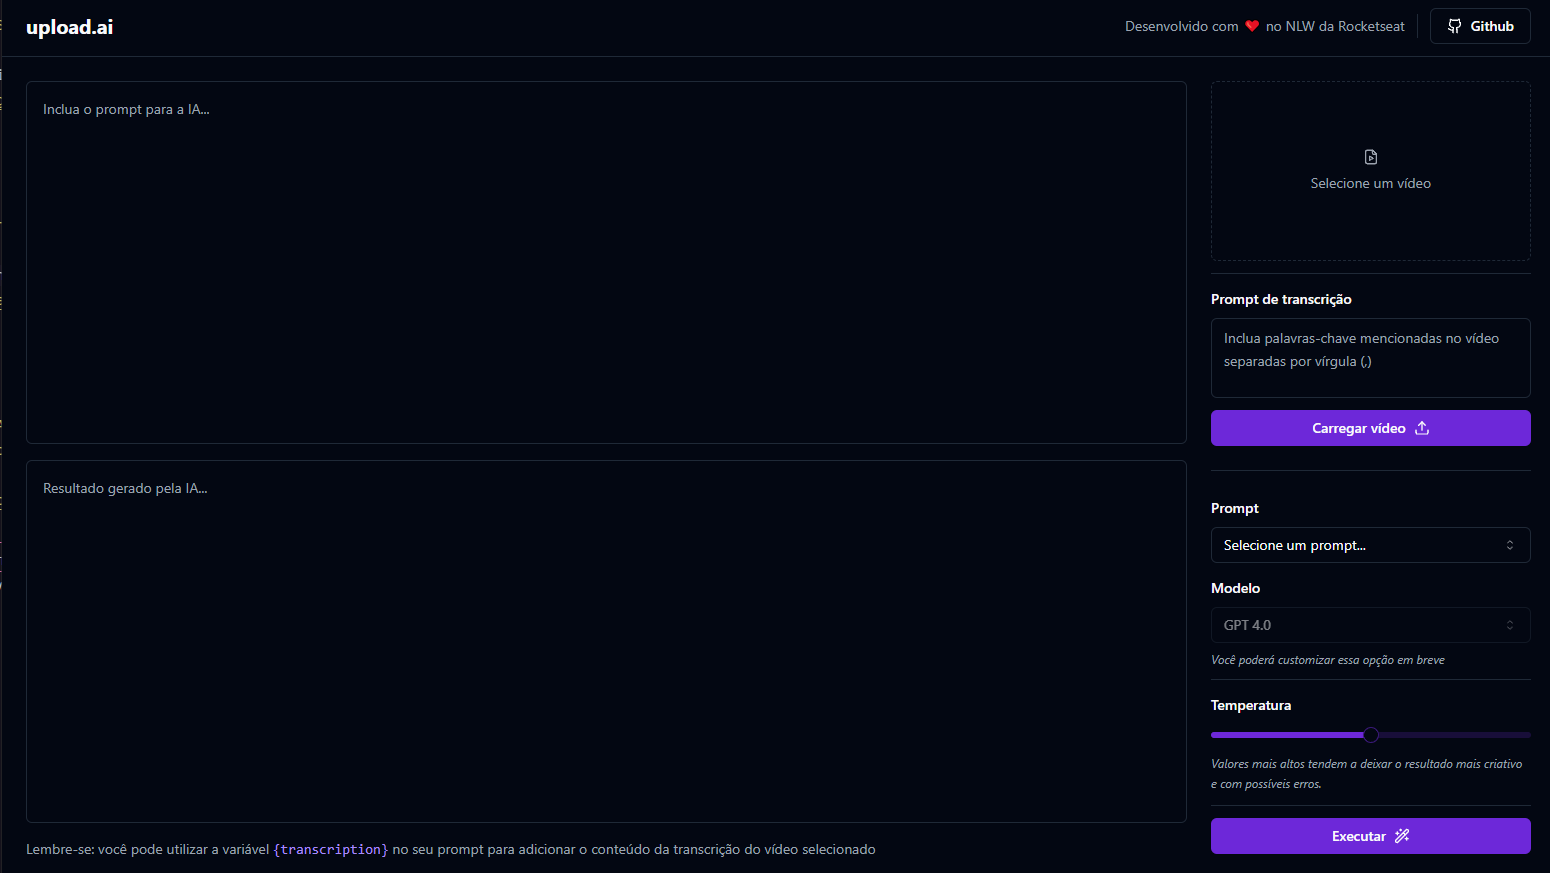 upload.ai
Desenvolvido com ❤ no NLW da Rocketseat
Github
Inclua o prompt para a IA...
Resultado gerado pela IA...
Lembre-se: você pode utilizar a variável {transcription} no seu prompt para adicionar o conteúdo da transcrição do vídeo selecionado
Selecione um vídeo
Prompt de transcrição
Inclua palavras-chave mencionadas no vídeo
separadas por vírgula (,)
Carregar vídeo
Prompt
Selecione um prompt...
Modelo
GPT 4.0
Você poderá customizar essa opção em breve
Temperatura
Valores mais altos tendem a deixar o resultado mais criativo
e com possíveis erros.
Executar